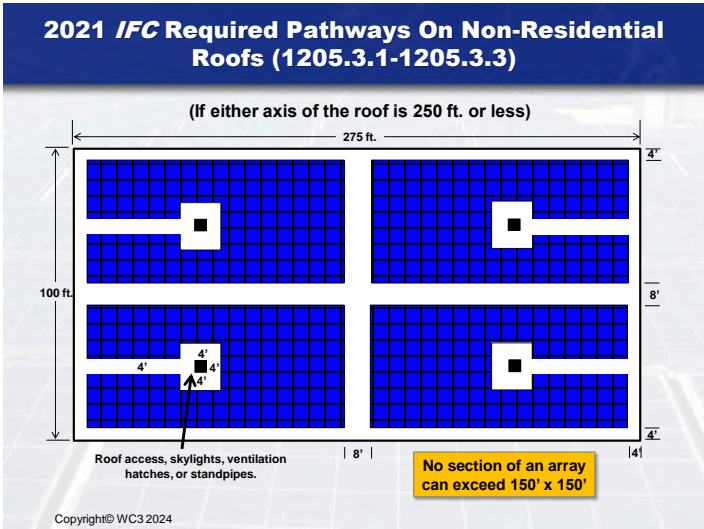 2021 IFC Required Pathways On Non-Residential
Roofs (1205.3.1-1205.3.3)
(If either axis of the roof is 250 ft. or less)
275 ft.
4'
100 ft.
8'
4'
4'
4'
4'
4'
Roof access, skylights, ventilation
hatches, or standpipes.
8'
4'
No section of an array
can exceed 150' x 150'
Copyright© WC3 2024